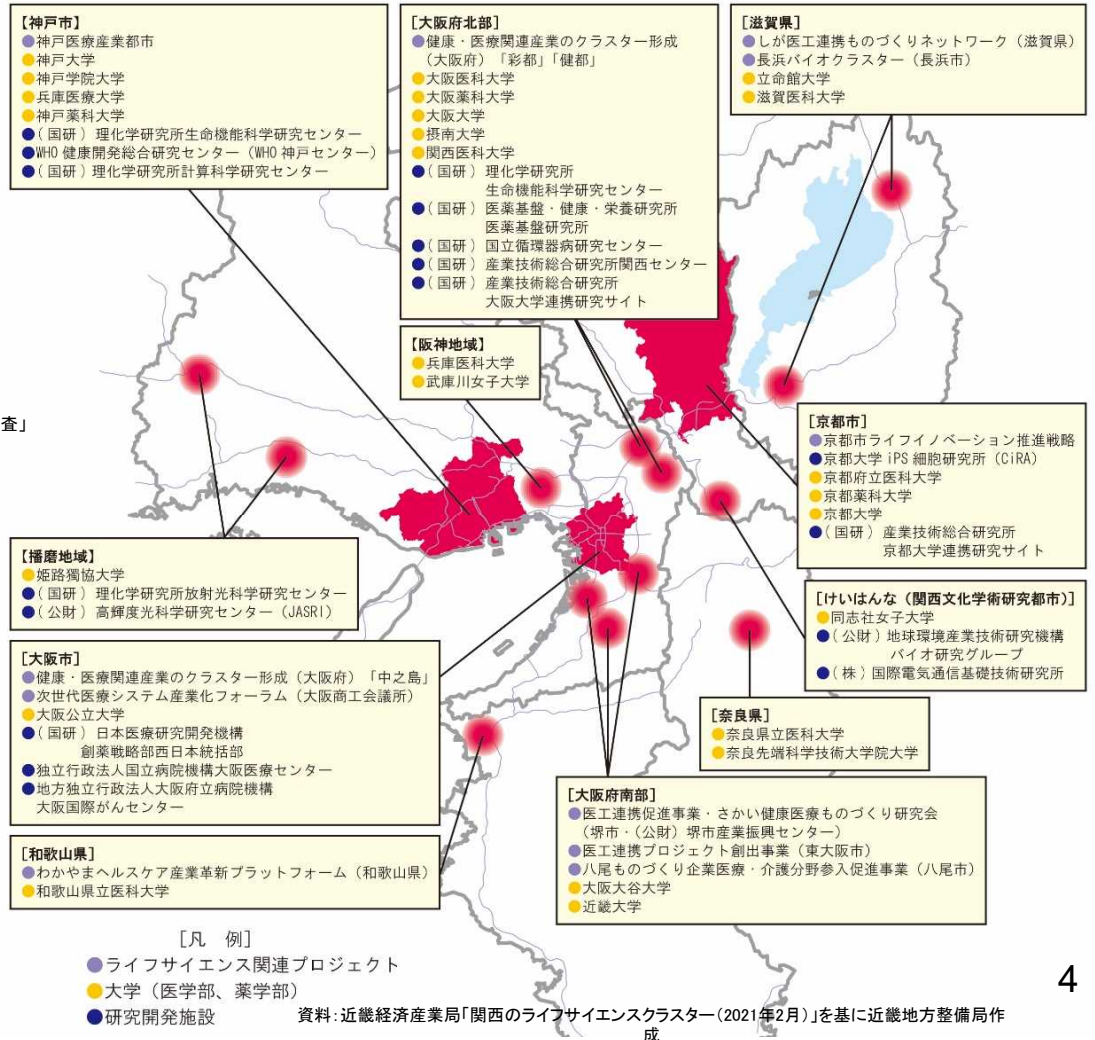 【神戸市】
●神戸医療産業都市
●神戸大学
●神戸学院大学
●兵庫医療大学
●神戸薬科大学
●(国研)理化学研究所生命機能科学研究センター
●WHO健康開発総合研究センター(WHO神戸センター)
●(国研)理化学研究所計算科学研究センター
[大阪府北部]
●健康・医療関連産業のクラスター形成
(大阪府)「彩都」「健都」
●大阪医科大学
●大阪薬科大学
●大阪大学
●摂南大学
●関西医科大学
●(国研)理化学研究所
生命機能科学研究センター
●(国研)医薬基盤・健康・栄養研究所
医薬基盤研究所
●(国研)国立循環器病研究センター
●(国研)産業技術総合研究所関西センター
●(国研)産業技術総合研究所
大阪大学連携研究サイト
[滋賀県]
●しが医工連携ものづくりネットワーク(滋賀県)
●長浜バイオクラスター(長浜市)
●立命館大学
●滋賀医科大学
【阪神地域】
●兵庫医科大学
●武庫川女子大学
査」
[京都市]
●京都市ライフイノベーション推進戦略
●京都大学iPS細胞研究所(CiRA)
●京都府立医科大学
●京都薬科大学
●京都大学
●(国研)産業技術総合研究所
京都大学連携研究サイト
【播磨地域】
●姫路獨協大学
●(国研)理化学研究所放射光科学研究センター
●(公財)高輝度光科学研究センター(JASRI)
[けいはんな(関西文化学術研究都市)]
●同志社女子大学
●(公財)地球環境産業技術研究機構
バイオ研究グループ
●(株)国際電気通信基礎技術研究所
[大阪市]
●健康・医療関連産業のクラスター形成(大阪府)「中之島」
●次世代医療システム産業化フォーラム(大阪商工会議所)
●大阪公立大学
●(国研)日本医療研究開発機構
創薬戦略部西日本統括部
●独立行政法人国立病院機構大阪医療センター
●地方独立行政法人大阪府立病院機構
大阪国際がんセンター
[奈良県]
●奈良県立医科大学
●奈良先端科学技術大学院大学
[大阪府南部]
●医工連携促進事業・さかい健康医療ものづくり研究会
(堺市・(公財)堺市産業振興センター)
●医工連携プロジェクト創出事業(東大阪市)
●八尾ものづくり企業医療・介護分野参入促進事業(八尾市)
●大阪大谷大学
●近畿大学
[和歌山県]
●わかやまヘルスケア産業革新プラットフォーム(和歌山県)
●和歌山県立医科大学
[凡 例]
●ライフサイエンス関連プロジェクト
●大学(医学部、薬学部)
●研究開発施設
資料:近畿経済産業局「関西のライフサイエンスクラスター(2021年2月)」を基に近畿地方整備局作
成
4